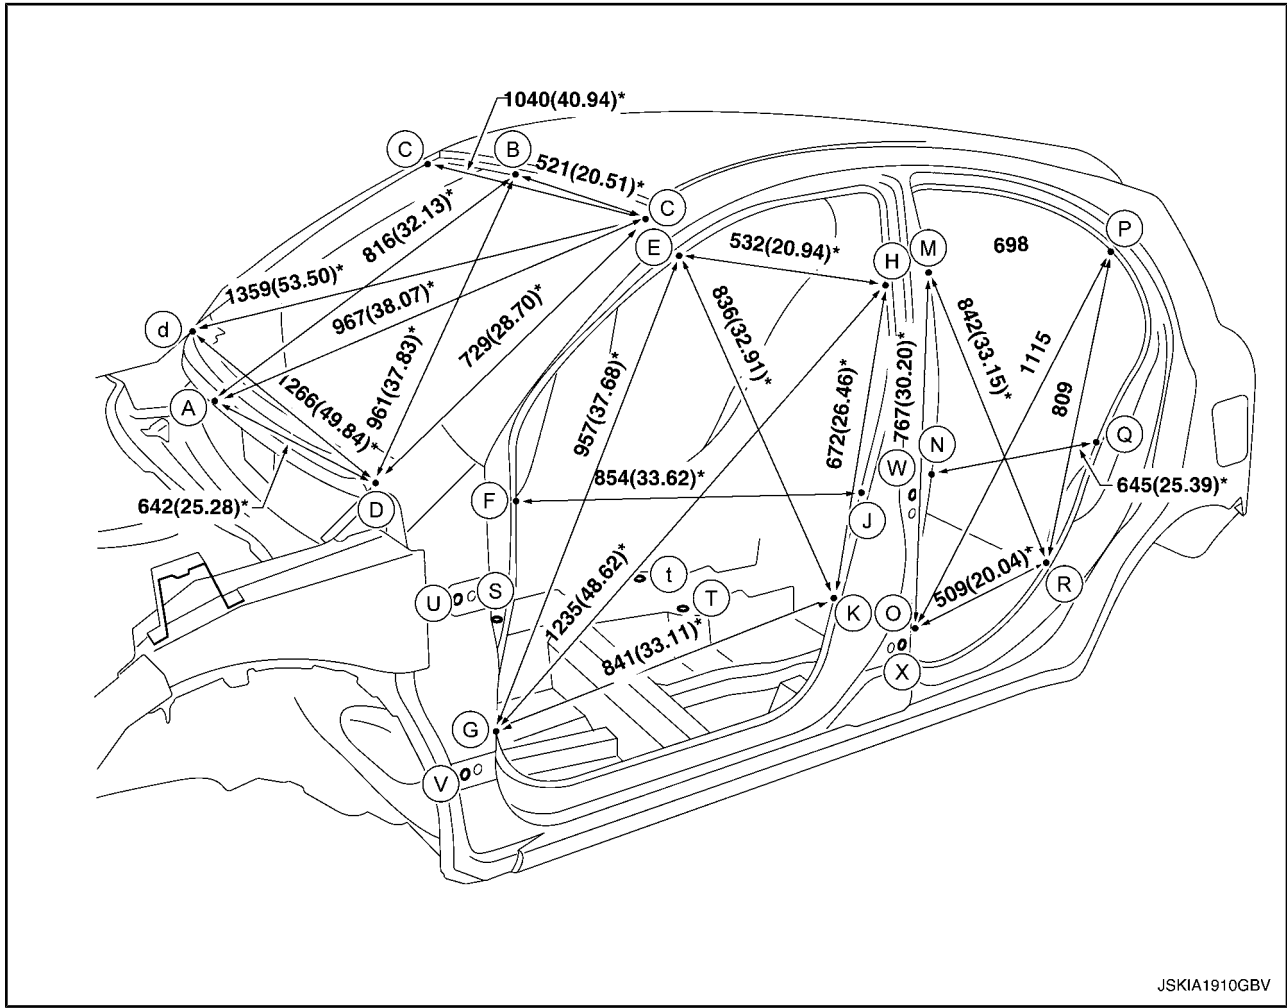 1040(40.94)*
C
B
521(20.51)*
C
816(32.13)*
E
532(20.94)*
H
M
698
P
1359(53.50)*
967(38.07)*
729(28.70)*
836(32.91)*
842(33.15)*
1115
d
A
1266(49.84)*
961(37.83)*
957(37.68)*
672(26.46)*
767(30.20)*
809
N
Q
W
854(33.62)*
645(25.39)*
642(25.28)*
D
F
J
U
S
t
T
1235(48.62)*
K
O
509(20.04)*
R
841(33.11)*
X
G
V
JSKIA1910GBV